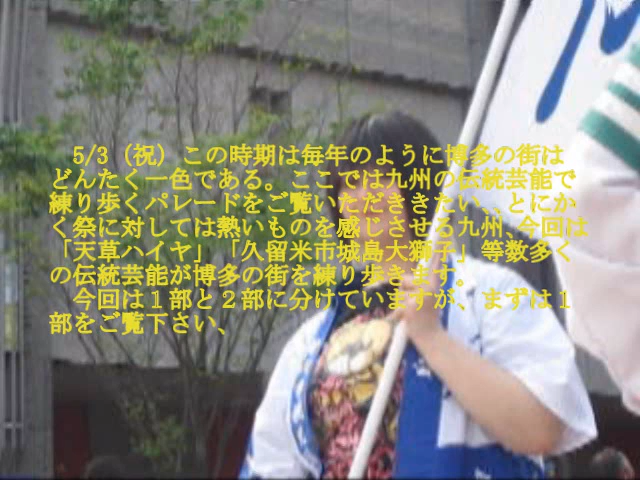 5/3（祝）この時期は毎年のように博多の街は
どんたく一色である。ここでは九州の伝統芸能で
練り歩くパレードをご覧いただききたい、とにか
く祭に対しては熱いものを感じさせる九州、今回は
「天草ハイヤ」「久留米市城島大獅子」等数多く
の伝統芸能が博多の街を練り歩きます。
今回は１部と２部に分けていますが、まずは１
部をご覧下さい、